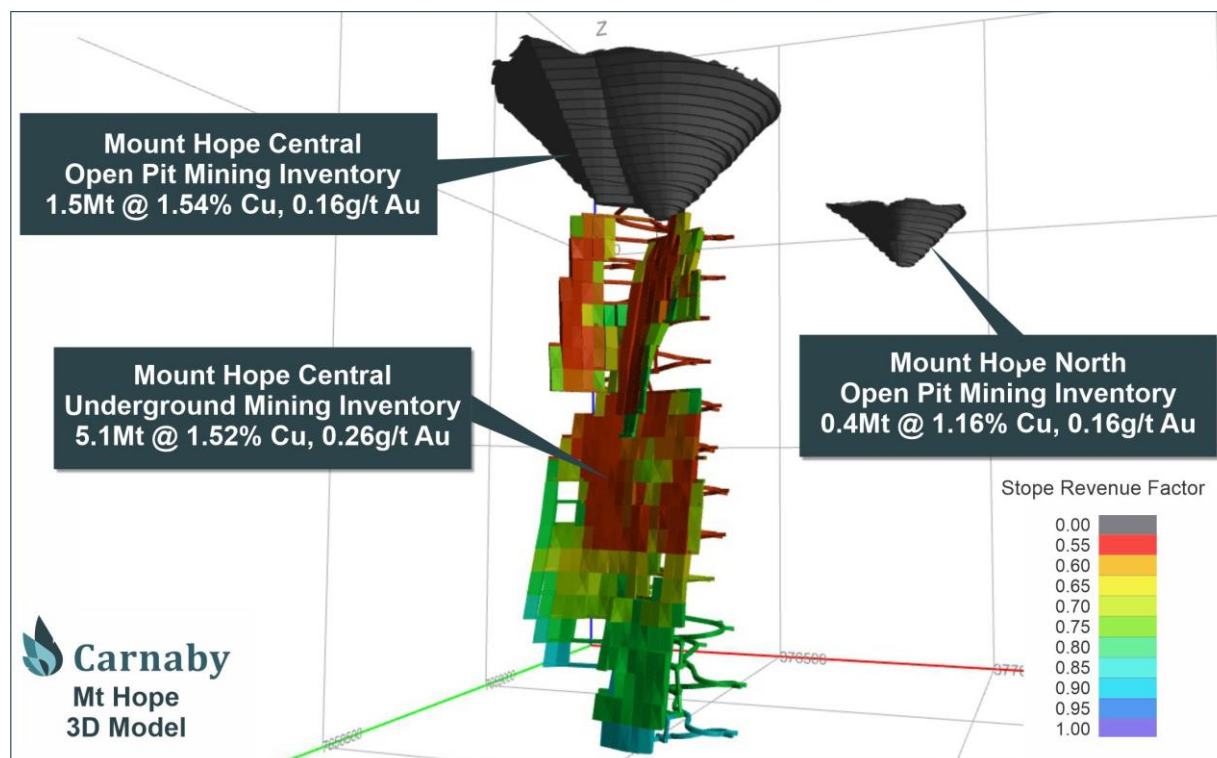 Z
Mount Hope Central
Open Pit Mining Inventory
1.5Mt @ 1.54% Cu, 0.16g/t Au
Mount Hope Central
Underground Mining Inventory
5.1Mt @ 1.52% Cu, 0.26g/t Au
Mount Hope North
Open Pit Mining Inventory
0.4Mt @ 1.16% Cu, 0.16g/t Au
Stope Revenue Factor
0.00
0.55
0.60
0.65
0.70
0.75
0.80
0.85
0.90
0.95
1.00
376500
Carnaby
Mt Hope
3D Model